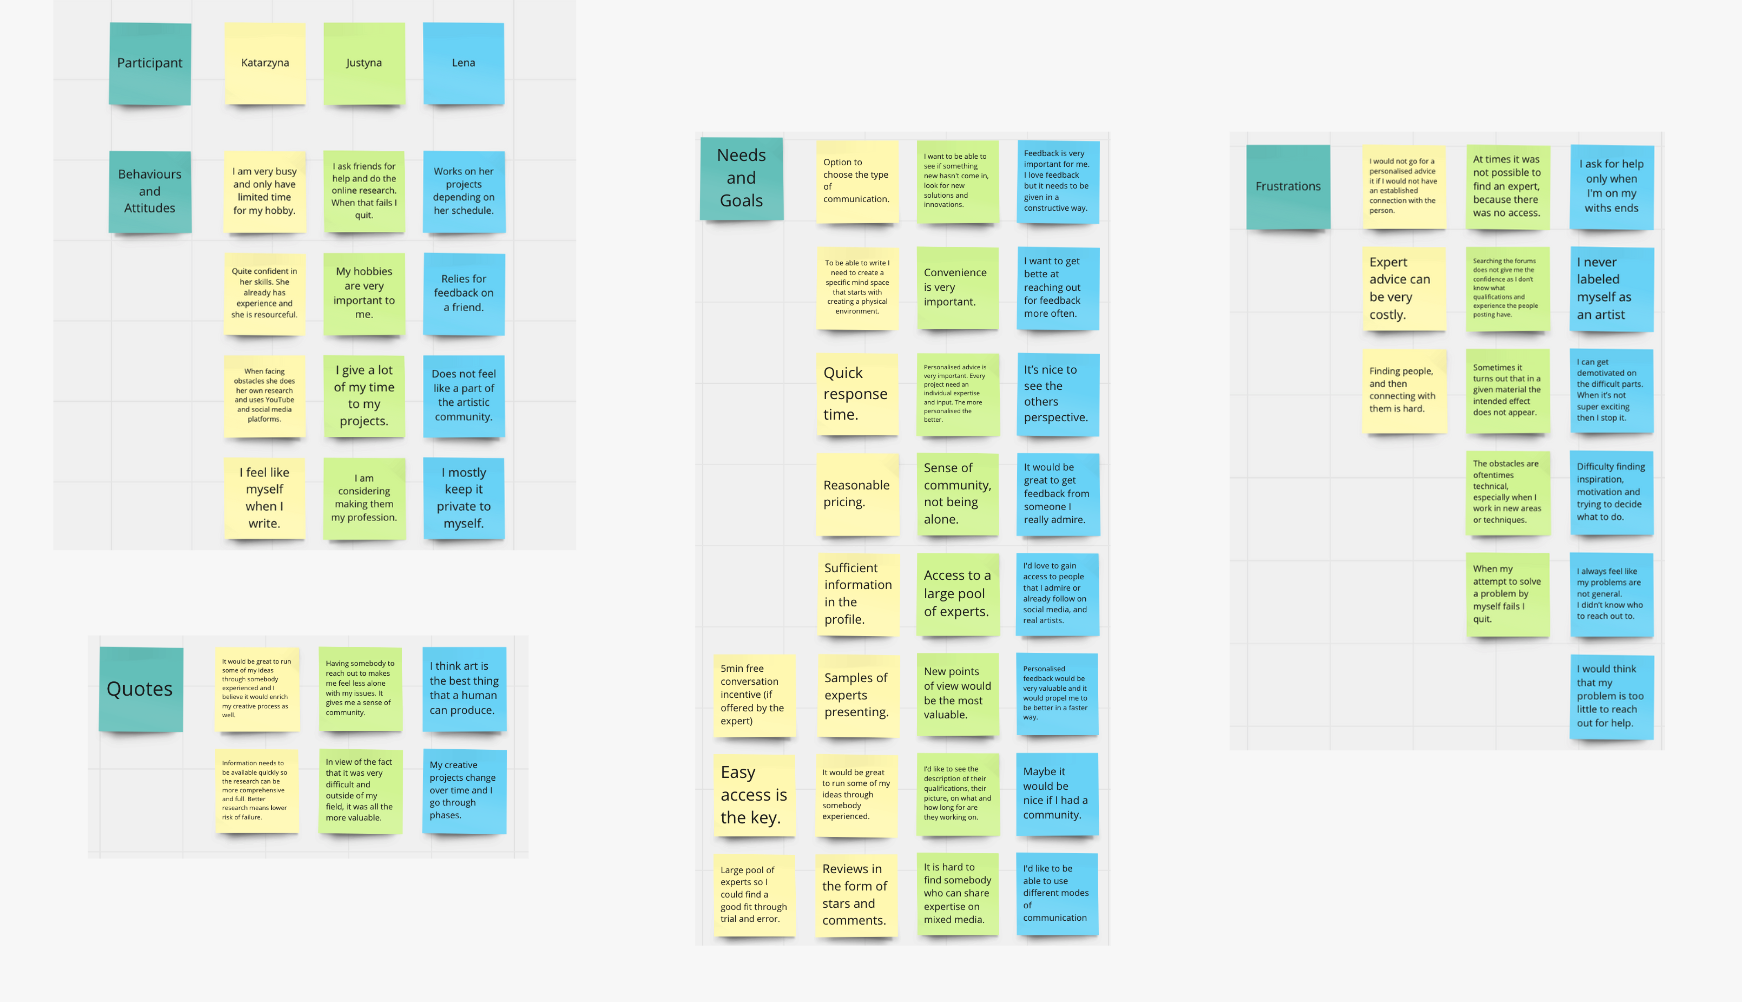 Participant
Katarzyna
Justyna
Lena
Behaviours
and
Attitudes
I am very busy
and only have
limited time
for my hobby.
I ask friends for
help and do the
online research.
When that fails I
quit.
Works on her
projects
depending on
her schedule.
Quite confident in
her skills. She
already has
experience and
she is resourceful.
My hobbies
are very
important to
me.
Relies for
feedback on
a friend.
When facing
obstacles she does
her own research
and uses YouTube
and social media
platforms.
I give a lot
of my time
to my
projects.
Does not feel
like a part of
the artistic
community.
I feel like
myself
when I
write.
I am
considering
making them
my profession.
I mostly
keep it
private to
myself.
Quotes
It would be great to run
some of my ideas
through somebody
experienced and I
believe it would enrich
my creative process as
well.
Having somebody to
reach out to makes
me feel less alone
with my issues. It
gives me a sense of
community.
I think art is
the best thing
that a human
can produce.
Information needs to
be available quickly so
the research can be
more comprehensive
and full. Better
research means lower
risk of failure.
In view of the fact
that it was very
difficult and
outside of my
field, it was all the
more valuable.
My creative
projects change
over time and I
go through
phases.
Needs
and
Goals
Option to
choose the type
of
communication.
I want to be able to
see if something
new hasn't come in,
look for new
solutions and
innovations.
Feedback is very
important for me.
I love feedback
but it needs to be
given in a
constructive way.
To be able to write I
need to create a
specific mind space
that starts with
creating a physical
environment.
Convenience
is very
important.
I want to get
bette at
reaching out
for feedback
more often.
Quick
response
time.
Personalised advice is
very important. Every
project need an
individual expertise
and input. The more
personalised the
better.
It's nice to
see the
others
perspective.
Reasonable
pricing.
Sense of
community,
not being
alone.
It would be
great to get
feedback from
someone I
really admire.
Sufficient
information
in the
profile.
Access to a
large pool
of experts.
I'd love to gain
access to people
that I admire or
already follow on
social media, and
real artists.
5min free
conversation
incentive (if
offered by the
expert)
Samples of
experts
presenting.
New points
of view would
be the most
valuable.
Personalised
feedback would be
very valuable and it
would propel me to
be better in a faster
way.
Easy
access is
the key.
It would be great
to run some of my
ideas through
somebody
experienced.
I'd like to see the
description of their
qualifications, their
picture, on what and
how long for are
they working on.
Maybe it
would be
nice if I had a
community.
Large pool of
experts so I
could find a
good fit through
trial and error.
Reviews in
the form of
stars and
comments.
It is hard to
find somebody
who can share
expertise on
mixed media.
I'd like to be
able to use
different modes
of
communication
Frustrations
I would not go for a
personalised advice
it if I would not have
an established
connection with the
person.
At times it was
not possible to
find an expert,
because there
was no access.
I ask for help
only when
I'm on my
withs ends
Expert
advice can
be very
costly.
Searching the forums
does not give me the
confidence as I don't
know what
qualifications and
experience the people
posting have.
I never
labeled
myself as
an artist
Finding people,
and then
connecting with
them is hard.
Sometimes it
turns out that in a
given material the
intended effect
does not appear.
I can get
demotivated on
the difficult parts.
When it's not
super exciting
then I stop it.
The obstacles are
oftentimes
technical,
especially when I
work in new areas
or techniques.
Difficulty finding
inspiration,
motivation and
trying to decide
what to do.
When my
attempt to solve
a problem by
myself fails I
quit.
I always feel like
my problems are
not general.
I didn't know who
to reach out to.
I would think
that my
problem is too
little to reach
out for help.